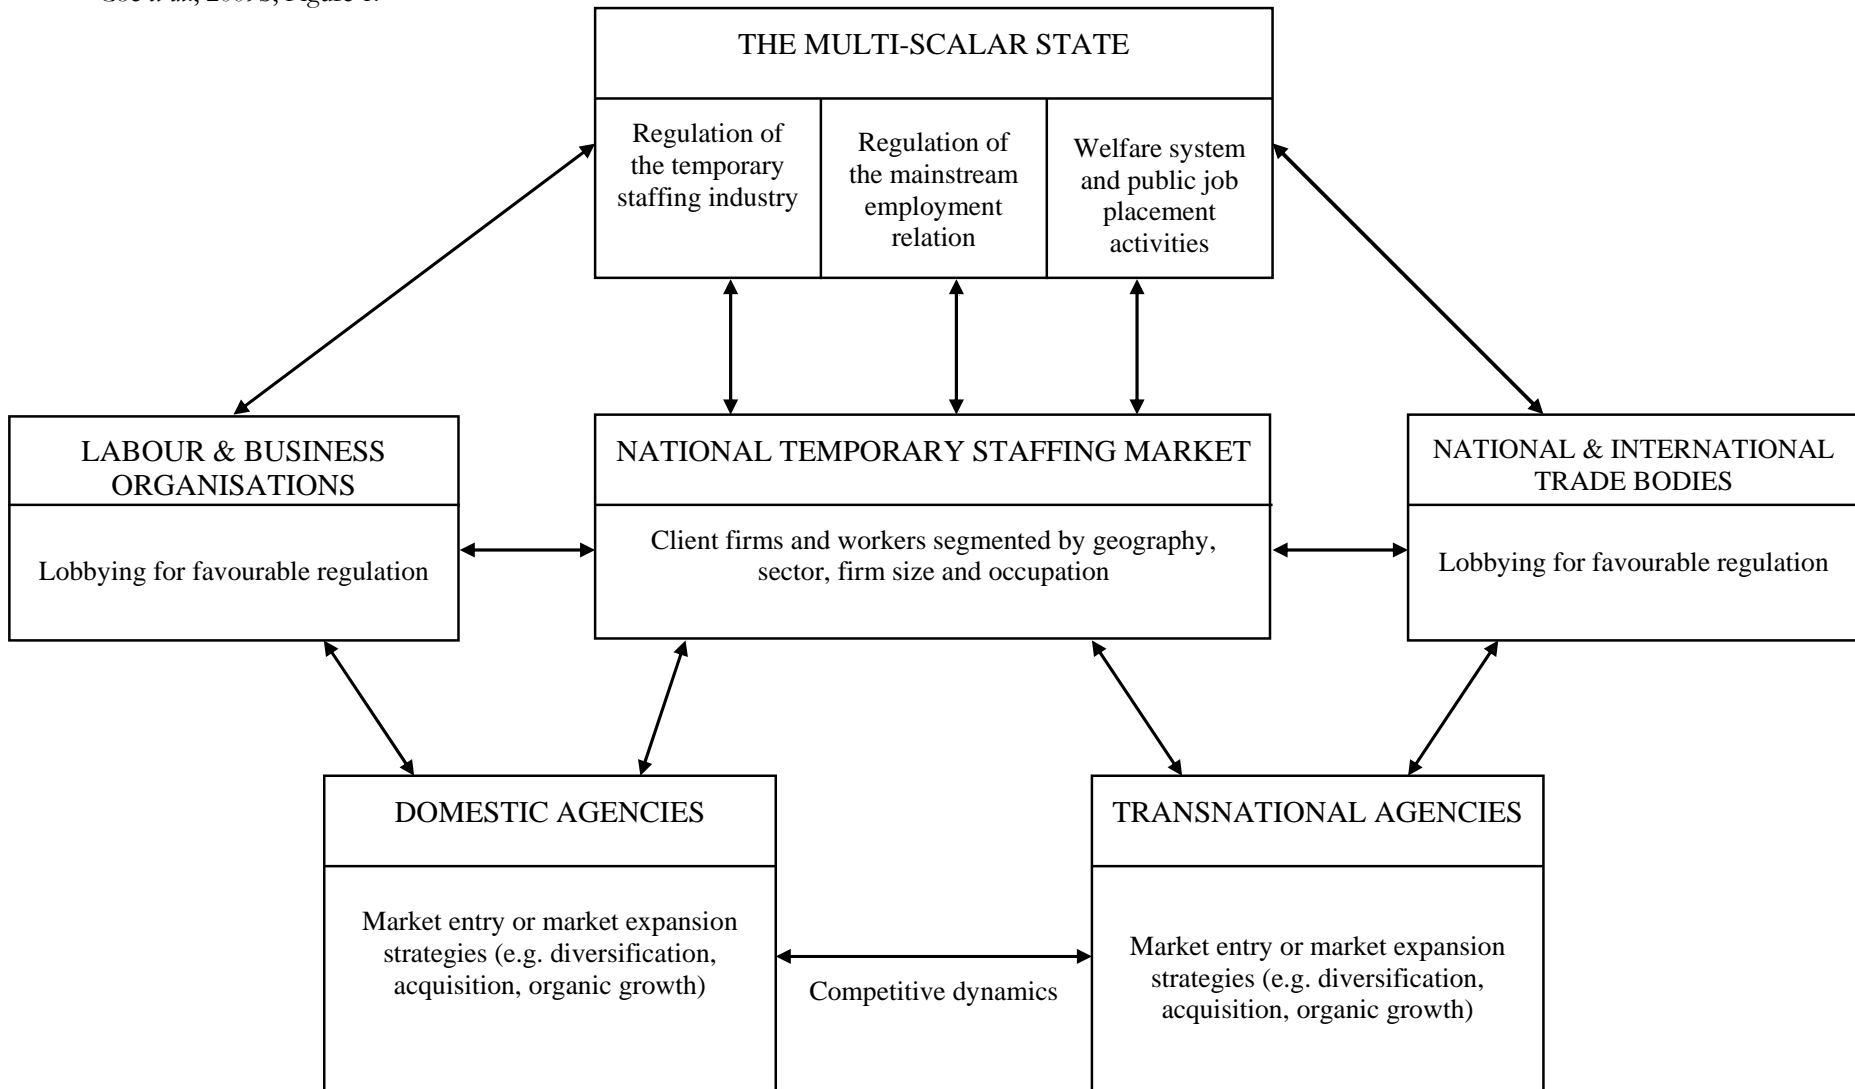 2009b, Figure 1.
THE MULTI-SCALAR STATE
Regulation of
the temporary
staffing industry
Regulation of
the mainstream
employment
relation
Welfare system
and public job
placement
activities
LABOUR & BUSINESS
ORGANISATIONS
Lobbying for favourable regulation
NATIONAL TEMPORARY STAFFING MARKET
Client firms and workers segmented by geography,
sector, firm size and occupation
NATIONAL & INTERNATIONAL
TRADE BODIES
Lobbying for favourable regulation
DOMESTIC AGENCIES
Market entry or market expansion
strategies (e.g. diversification,
acquisition, organic growth)
Competitive dynamics
TRANSNATIONAL AGENCIES
Market entry or market expansion
strategies (e.g. diversification,
acquisition, organic growth)